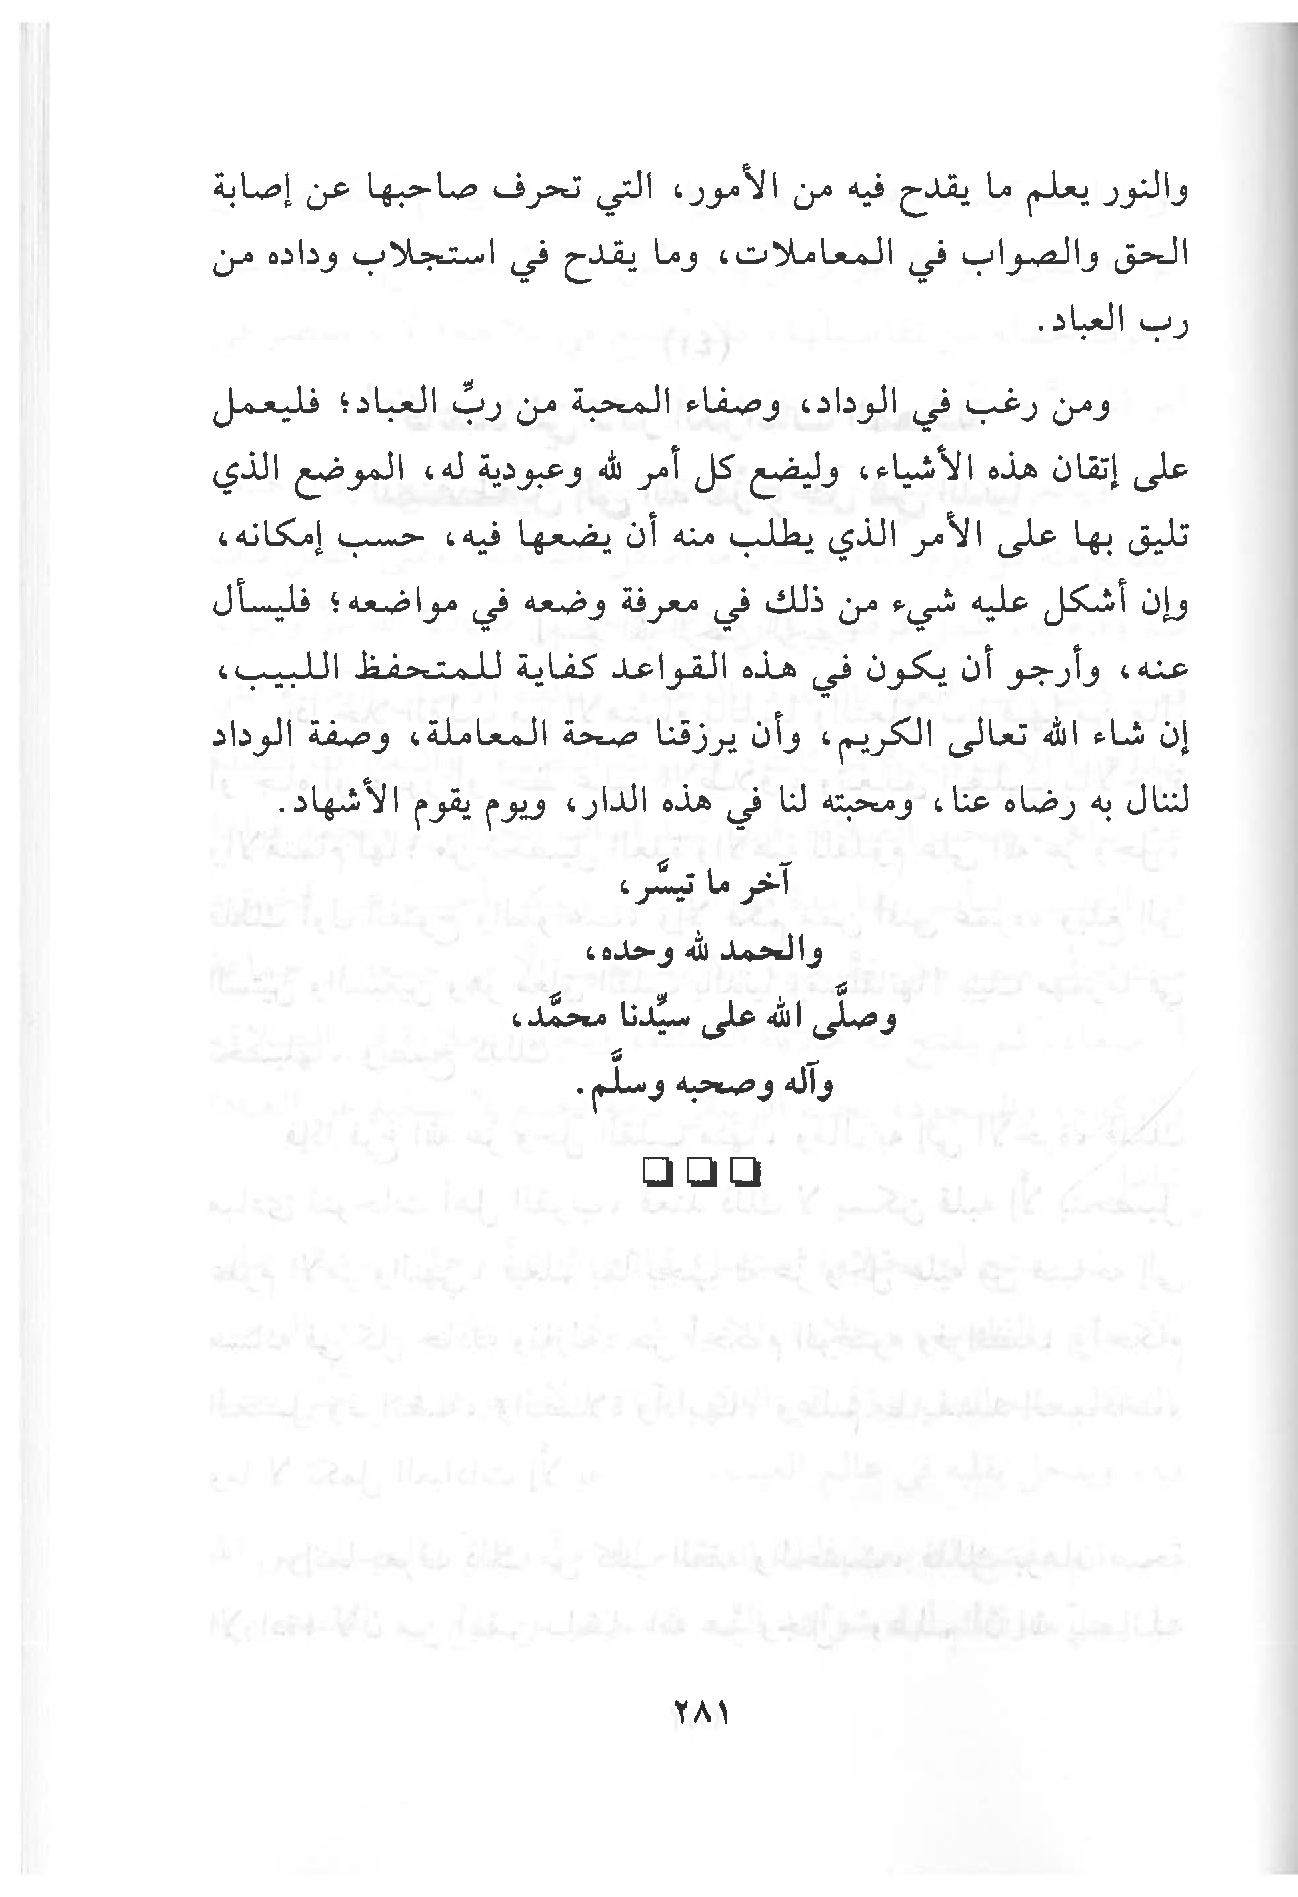 والنور يعلم ما يقدح فيه من الأمور، التي تحرف صاحبها عن إصابة
الحق والصواب في المعاملات، وما يقدح في استجلاب وداده من
رب العباد.
ومن رغب في الوداد، وصفاء المحبة من ربِّ العباد؛ فليعمل
على إتقان هذه الأشياء، وليضع كل أمر لله وعبودية له، الموضع الذي
تليق بها على الأمر الذي يطلب منه أن يضعها فيه، حسب إمكانه،
وإن أشكل عليه شيء من ذلك في معرفة وضعه في مواضعه؛ فليسأل
عنه، وأرجو أن يكون في هذه القواعد كفاية للمتحفظ اللبيب،
إن شاء الله تعالى الكريم، وأن يرزقنا صحة المعاملة، وصفة الوداد
لننال به رضاه عنا، ومحبته لنا في هذه الدار، ويوم يقوم الأشهاد.
آخر ما تيسَّر،
والحمد لله وحده،
وصلَّى الله على سيِّدنا محمَّد،
وآله وصحبه وسلَّم.
٢٨١